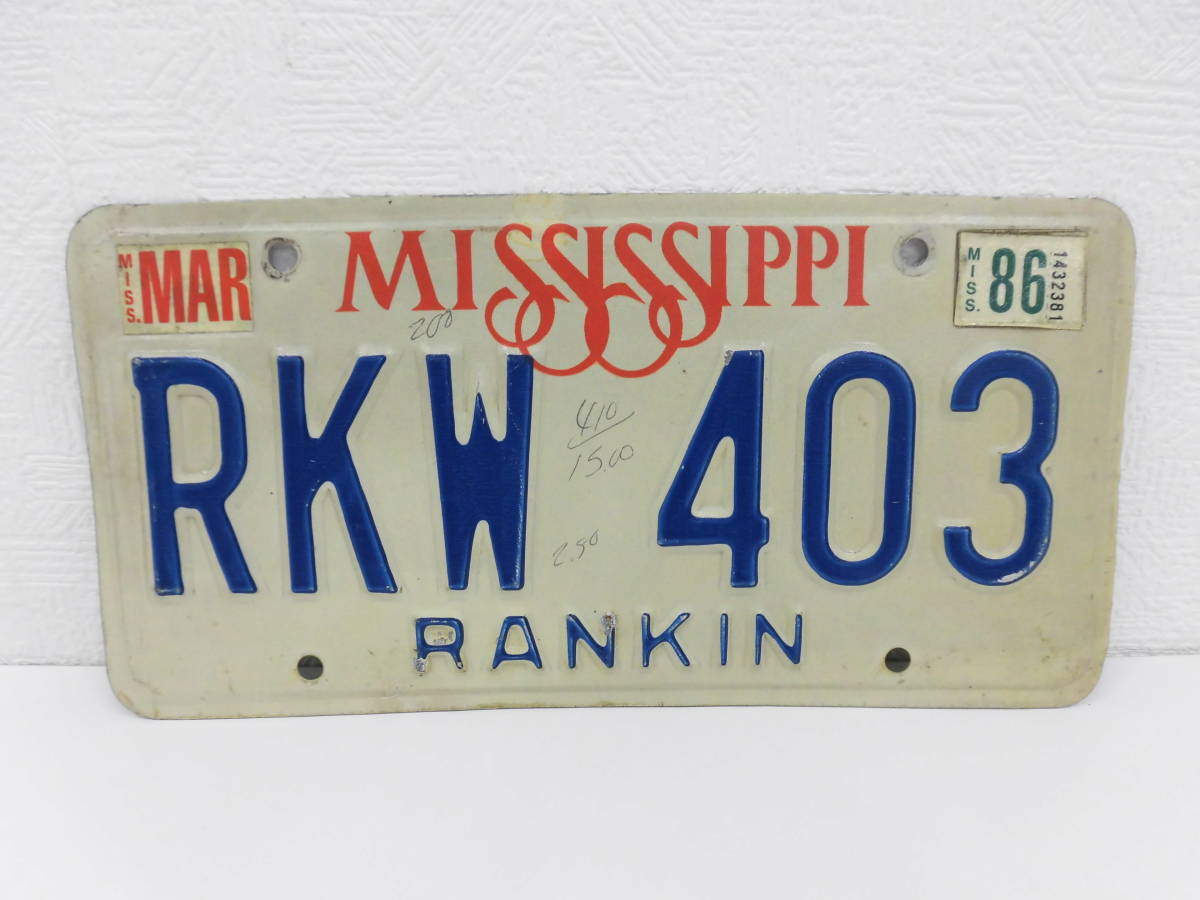 MISS. MAR
MISSISSIPPI
MISS. 86 1432381
200
RKW 403
410
15.00
2.50
RANKIN